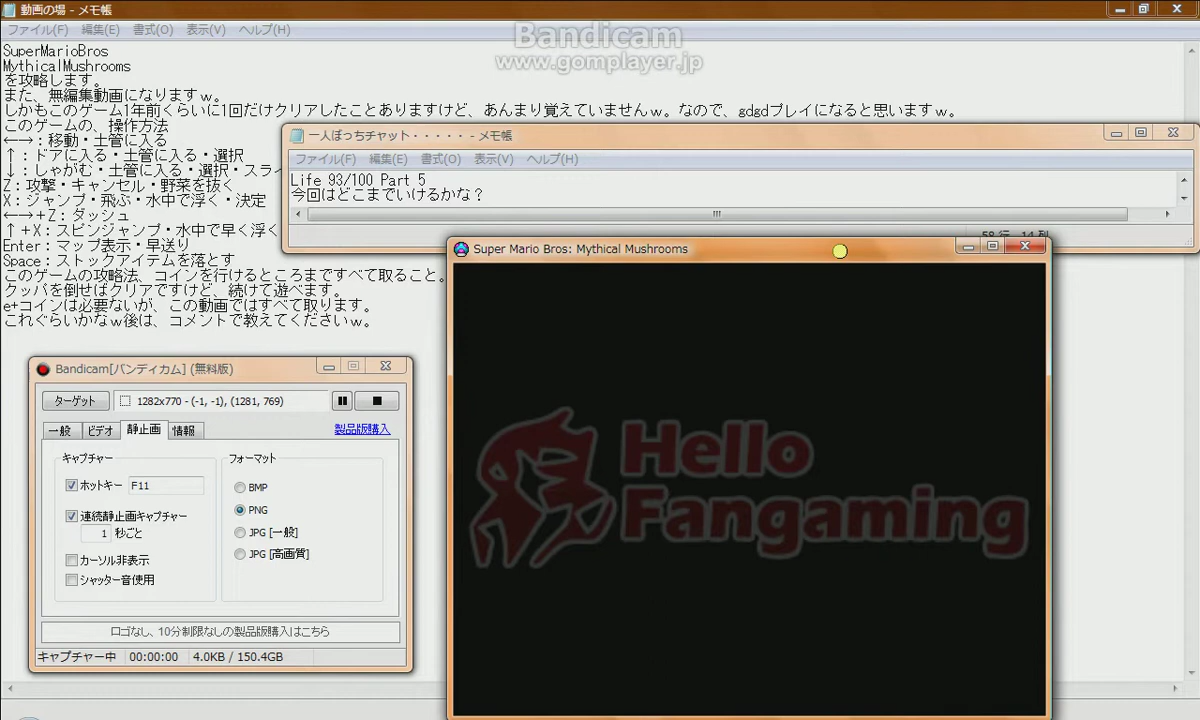 動画の場 - メモ帳
ファイル(F) 編集(E) 書式(O) 表示(V) ヘルプ(H)
Bandicam
www.gomplayer.jp
SuperMarioBros
MythicalMushrooms
を攻略します。
また、無編集動画になりますｗ。
しかもこのゲーム1年前くらいに1回だけクリアしたことありますけど、あんまり覚えていませんｗ。なので、gdgdプレイになると思いますｗ。
このゲームの、操作方法
←→：移動・土管に入る
↑：ドアに入る・土管に入る・選択
↓：しゃがむ・土管に入る・選択・スラ
Z：攻撃・キャンセル・野菜を抜く
X：ジャンプ・飛ぶ・水中で浮く・決定
←→+Z：ダッシュ
↑+X：スピンジャンプ・水中で早く浮く
Enter：マップ表示・早送り
Space：ストックアイテムを落とす
このゲームの攻略法、コインを行けるところまですべて取ること。
クッパを倒せばクリアですけど、続けて遊べます。
e+コインは必要ないが、この動画ではすべて取ります。
これぐらいかなｗ後は、コメントで教えてくださいｗ。
一人ぼっちチャット・・・・・ - メモ帳
ファイル(F) 編集(E) 書式(O) 表示(V) ヘルプ(H)
Life 93/100 Part 5
今回はどこまでいけるかな？
Super Mario Bros: Mythical Mushrooms
Hello
Fangaming
Bandicam[バンディカム] (無料版)
ターゲット 1282x770 - (-1, -1), (1281, 769)
一般 ビデオ 静止画 情報 製品版購入
キャプチャー フォーマット
ホットキー F11 BMP
PNG
連続静止画キャプチャー
1 秒ごと JPG [一般]
カーソル非表示 JPG [高画質]
シャッター音使用
ロゴなし、10分制限なしの製品版購入はこちら
キャプチャー中 00:00:00 4.0KB / 150.4GB